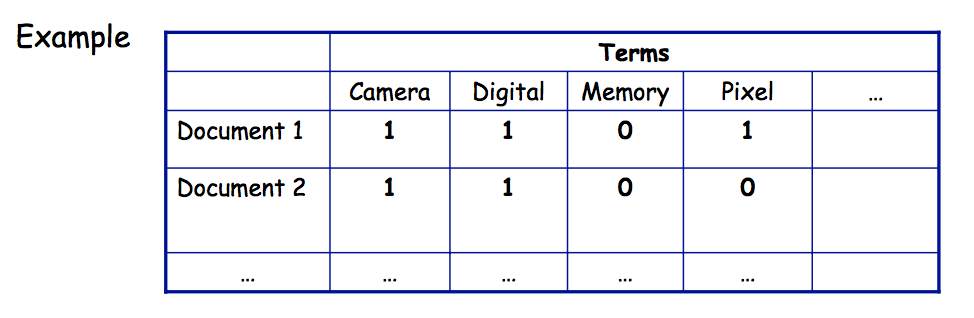 Example
Terms
Camera Digital Memory Pixel ...
Document 1 1 1 0 1
Document 2 1 1 0 0
... ... ... ... ...